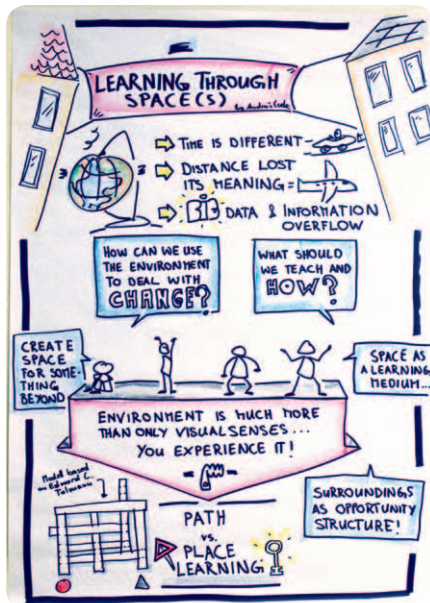 LEARNING THROUGH
SPACE(S)
TIME IS DIFFERENT
DISTANCE LOST
ITS MEANING =
BIG DATA & INFORMATION
OVERFLOW
HOW CAN WE USE
THE ENVIRONMENT
TO DEAL WITH
CHANGE?
WHAT SHOULD
WE TEACH AND
HOW?
CREATE
SPACE
FOR SOME-
THING
BEYOND
SPACE AS
A LEARNING
MEDIUM...
ENVIRONMENT IS MUCH MORE
THAN ONLY VISUAL SENSES...
YOU EXPERIENCE IT!
Model based
on Edward C.
Tolmann
SURROUNDINGS
AS OPPORTUNITY
STRUCTURE!
PATH
VS.
PLACE
LEARNING